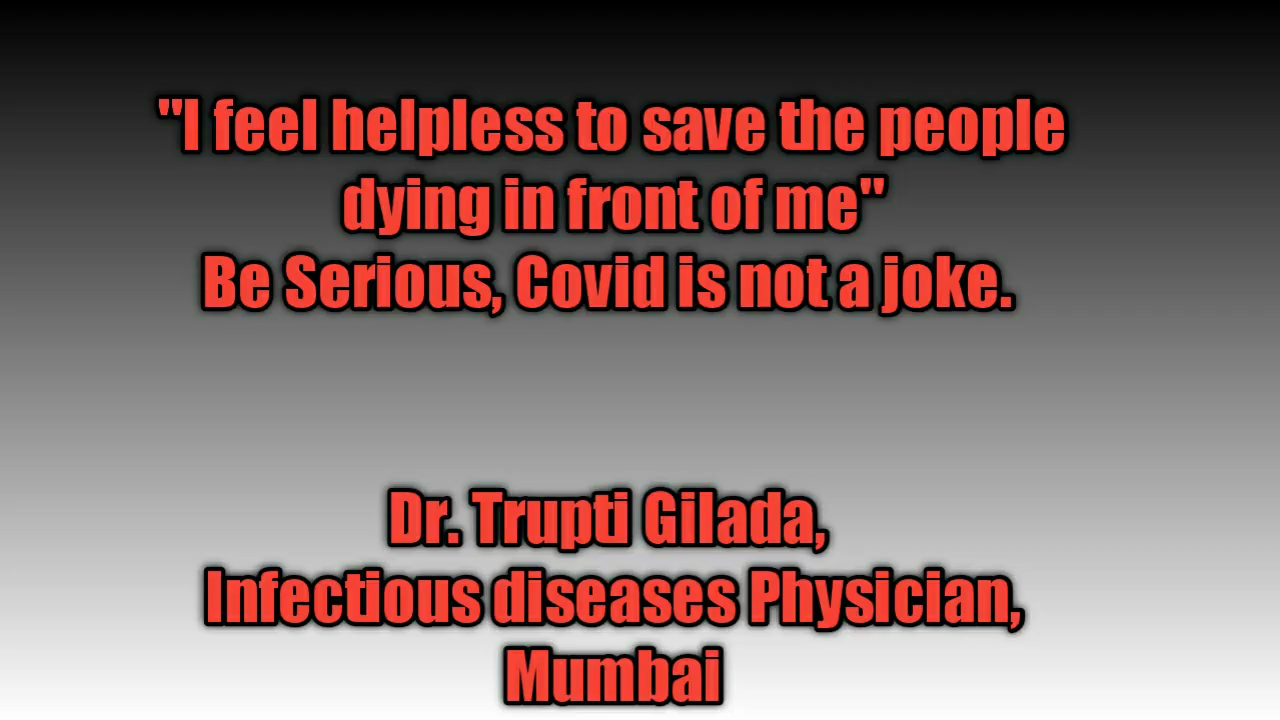 "I feel helpless to save the people
dying in front of me"
Be Serious, Covid is not a joke.
Dr. Trupti Gilada,
Infectious diseases Physician,
Mumbai